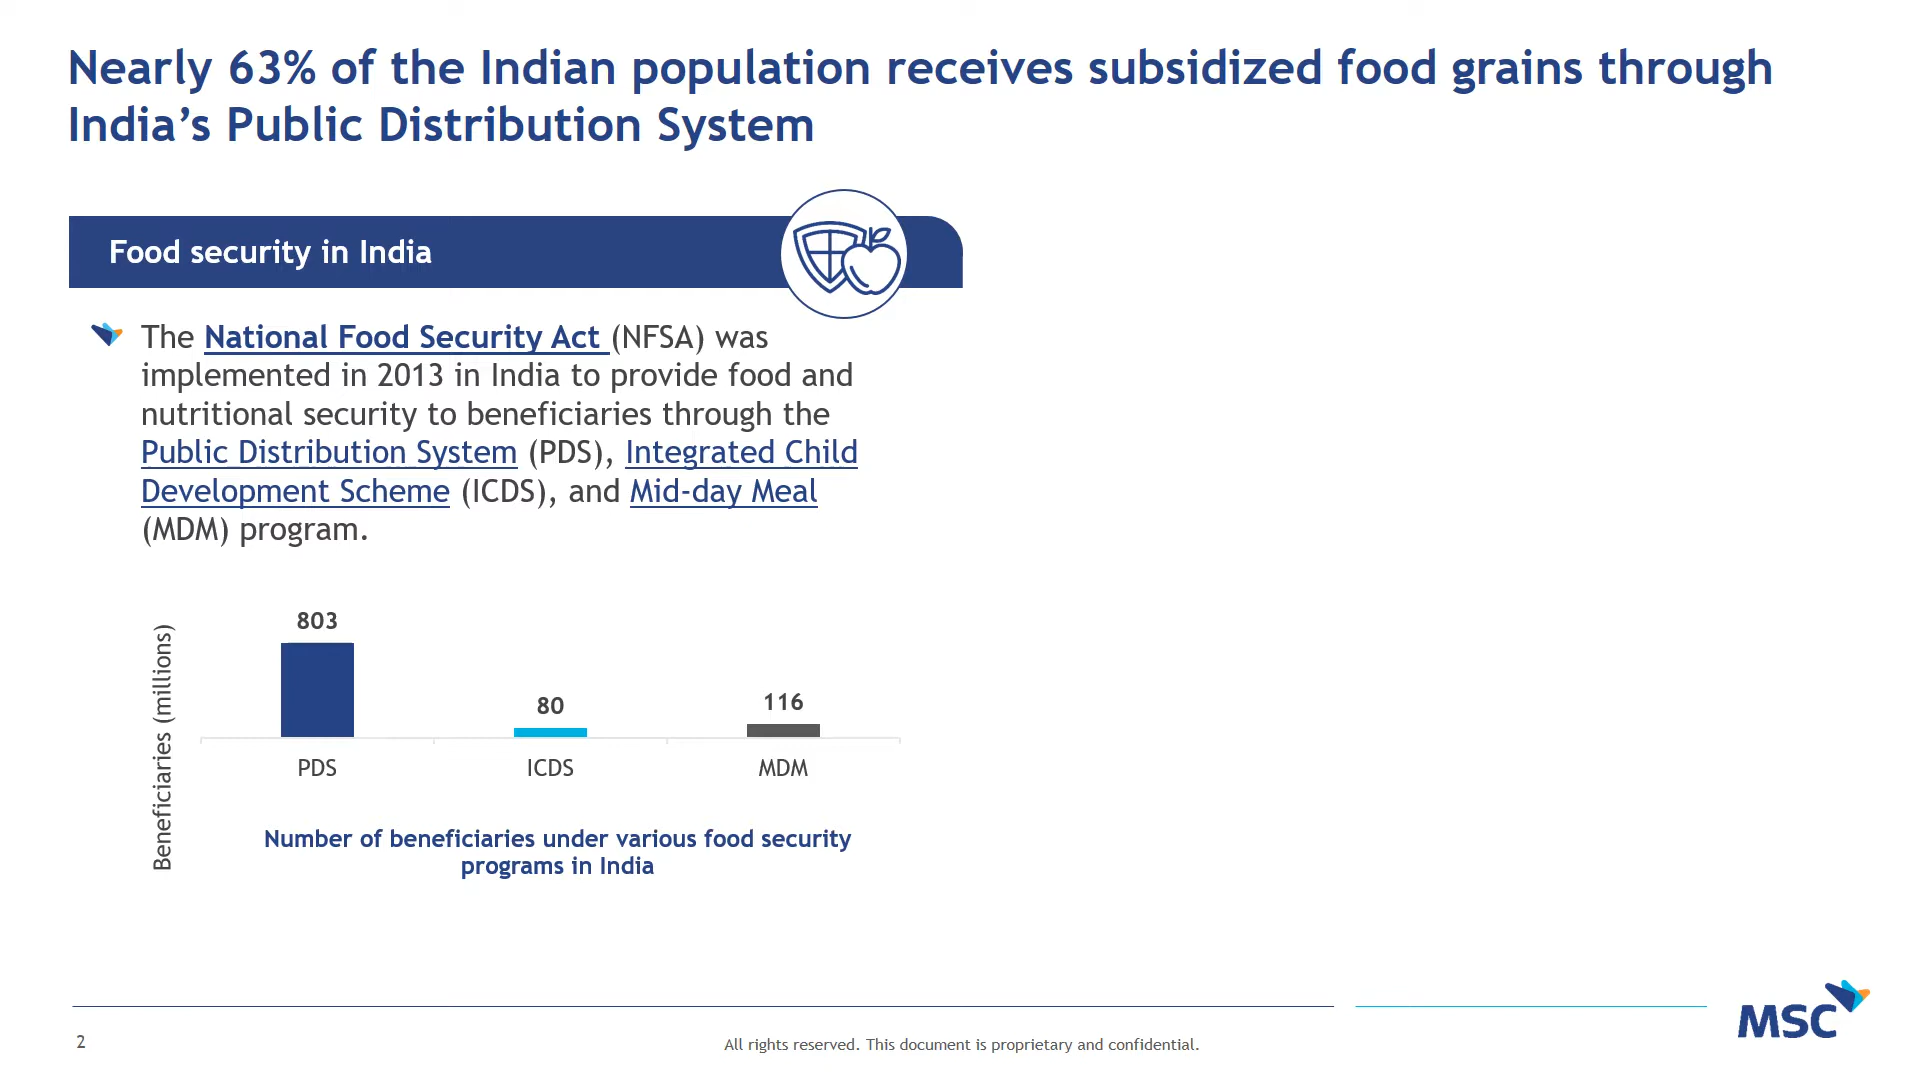 Nearly 63% of the Indian population receives subsidized food grains through
India’s Public Distribution System
Food security in India
The National Food Security Act (NFSA) was
implemented in 2013 in India to provide food and
nutritional security to beneficiaries through the
Public Distribution System (PDS), Integrated Child
Development Scheme (ICDS), and Mid-day Meal
(MDM) program.
Beneficiaries (millions)
803
80
116
PDS
ICDS
MDM
Number of beneficiaries under various food security
programs in India
2
All rights reserved. This document is proprietary and confidential.
MSC